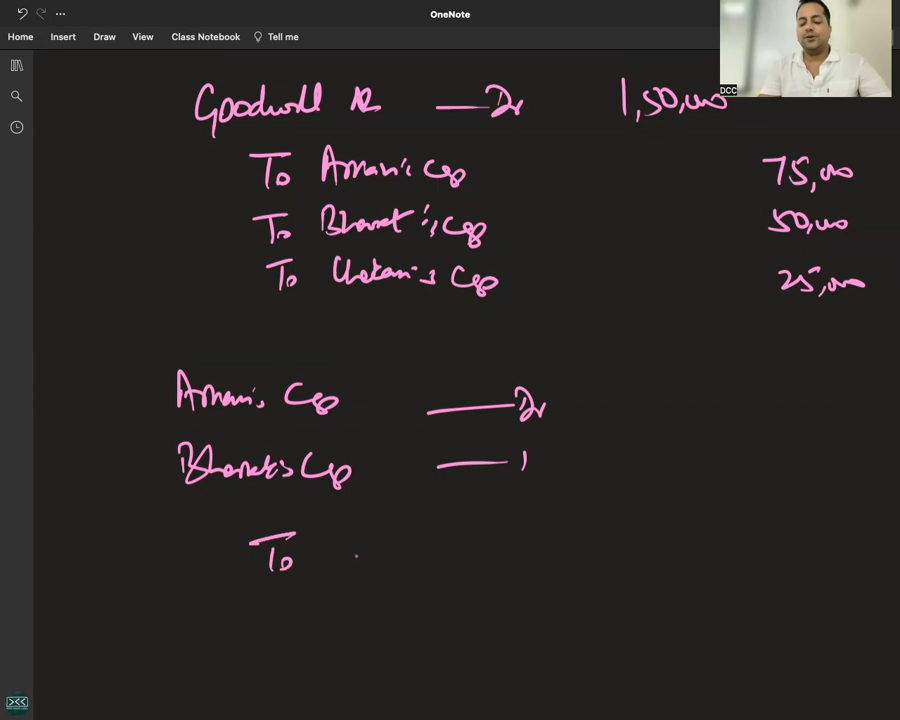 OneNote
Home Insert Draw View Class Notebook Tell me
DCC
Goodwill A/c — Dr 1,50,000
To Aman's Cap 75,000
To Bharat's Cap 50,000
To Chetan's Cap 25,000
Aman's Cap — Dr
Bharat's Cap —
To